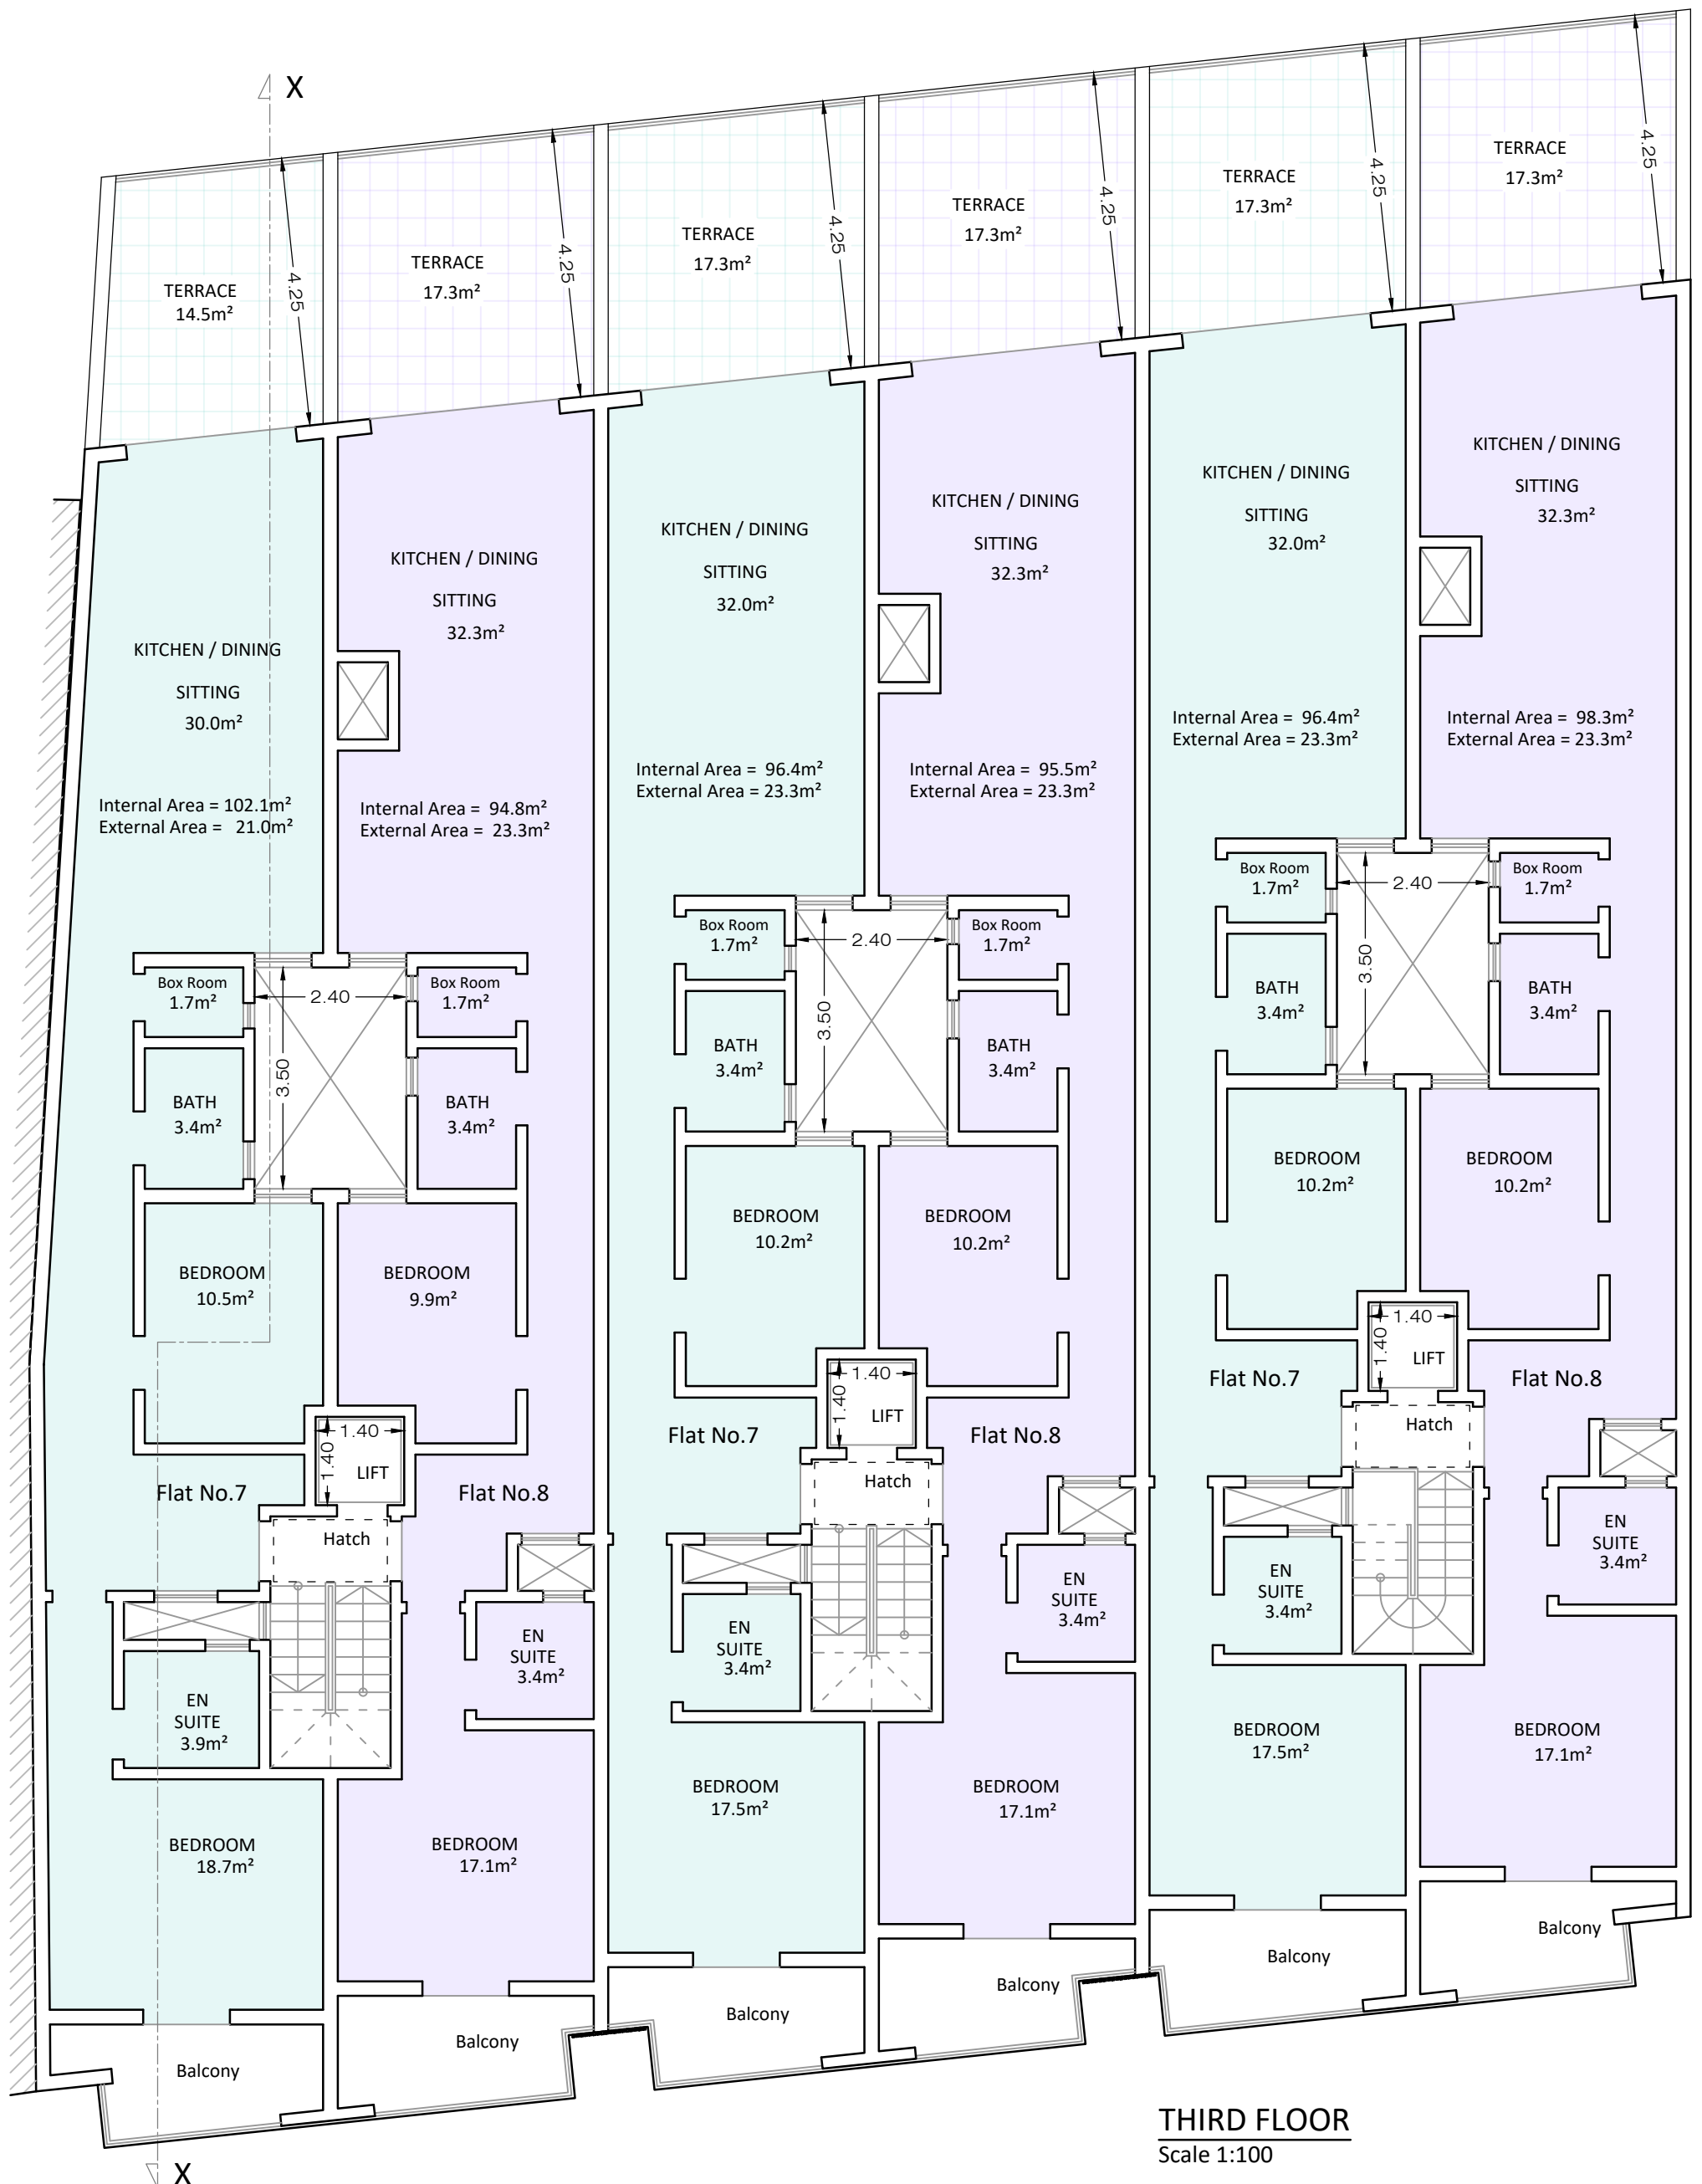 X
TERRACE
14.5m²
4.25
TERRACE
17.3m²
4.25
TERRACE
17.3m²
4.25
TERRACE
17.3m²
4.25
TERRACE
17.3m²
4.25
TERRACE
17.3m²
4.25
KITCHEN / DINING
SITTING
30.0m²
Internal Area = 102.1m²
External Area = 21.0m²
KITCHEN / DINING
SITTING
32.3m²
Internal Area = 94.8m²
External Area = 23.3m²
KITCHEN / DINING
SITTING
32.0m²
Internal Area = 96.4m²
External Area = 23.3m²
KITCHEN / DINING
SITTING
32.3m²
Internal Area = 95.5m²
External Area = 23.3m²
KITCHEN / DINING
SITTING
32.0m²
Internal Area = 96.4m²
External Area = 23.3m²
KITCHEN / DINING
SITTING
32.3m²
Internal Area = 98.3m²
External Area = 23.3m²
Box Room
1.7m²
2.40
3.50
Box Room
1.7m²
BATH
3.4m²
BATH
3.4m²
BEDROOM
10.5m²
BEDROOM
9.9m²
1.40
1.40
LIFT
Flat No.7
Flat No.8
Hatch
EN
SUITE
3.9m²
EN
SUITE
3.4m²
BEDROOM
18.7m²
BEDROOM
17.1m²
Balcony
Balcony
Box Room
1.7m²
2.40
3.50
Box Room
1.7m²
BATH
3.4m²
BATH
3.4m²
BEDROOM
10.2m²
BEDROOM
10.2m²
1.40
1.40
LIFT
Flat No.7
Flat No.8
Hatch
EN
SUITE
3.4m²
EN
SUITE
3.4m²
BEDROOM
17.5m²
BEDROOM
17.1m²
Balcony
Balcony
Box Room
1.7m²
2.40
3.50
Box Room
1.7m²
BATH
3.4m²
BATH
3.4m²
BEDROOM
10.2m²
BEDROOM
10.2m²
1.40
1.40
LIFT
Flat No.7
Flat No.8
Hatch
EN
SUITE
3.4m²
EN
SUITE
3.4m²
BEDROOM
17.5m²
BEDROOM
17.1m²
Balcony
Balcony
X
THIRD FLOOR
Scale 1:100